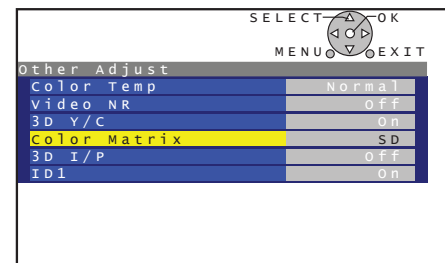 SELECT OK
MENU EXIT
Other Adjust
Color Temp Normal
Video NR Off
3D Y/C On
Color Matrix SD
3D I/P Off
ID1 On